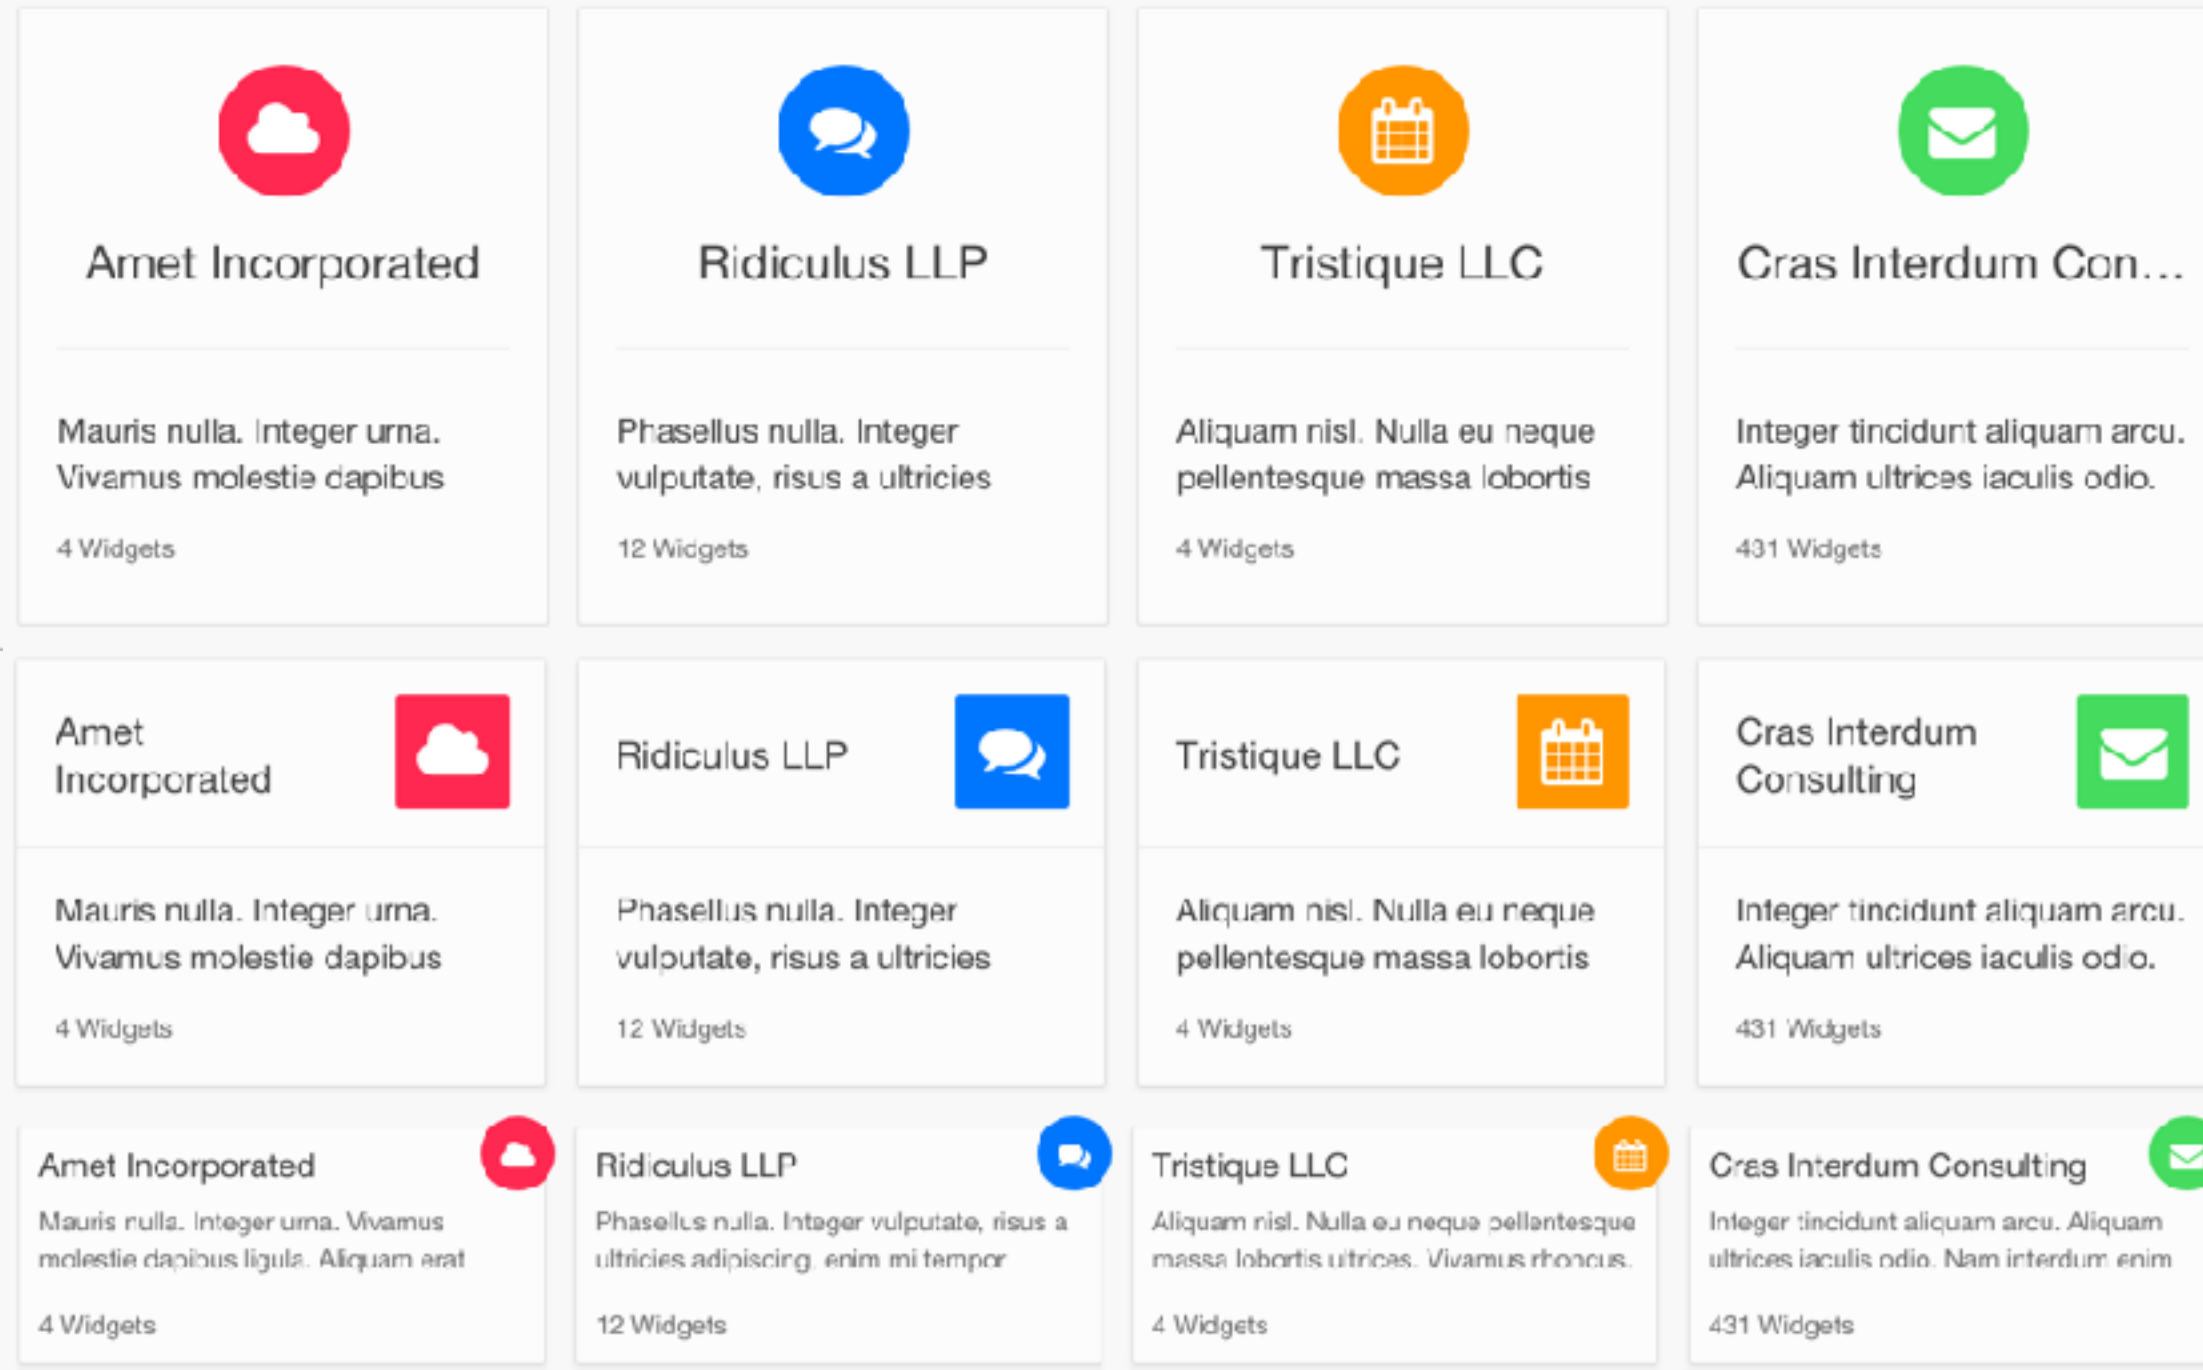 Amet Incorporated
Mauris nulla. Integer urna.
Vivamus molestie dapibus
4 Widgets
Ridiculus LLP
Phasellus nulla. Integer
vulputate, risus a ultricies
12 Widgets
Tristique LLC
Aliquam nisl. Nulla eu neque
pellentesque massa lobortis
4 Widgets
Cras Interdum Con...
Integer tincidunt aliquam arcu.
Aliquam ultrices iaculis odio.
431 Widgets
Amet
Incorporated
Mauris nulla. Integer urna.
Vivamus molestie dapibus
4 Widgets
Ridiculus LLP
Phasellus nulla. Integer
vulputate, risus a ultricies
12 Widgets
Tristique LLC
Aliquam nisl. Nulla eu neque
pellentesque massa lobortis
4 Widgets
Cras Interdum
Consulting
Integer tincidunt aliquam arcu.
Aliquam ultrices iaculis odio.
431 Widgets
Amet Incorporated
Mauris nulla. Integer urna. Vivamus
molestie dapibus ligula. Aliquam erat
4 Widgets
Ridiculus LLP
Phasellus nulla. Integer vulputate, risus a
ultricies adipiscing, enim mi tempor
12 Widgets
Tristique LLC
Aliquam nisl. Nulla eu neque pellentesque
massa lobortis ultrices. Vivamus rhoncus.
4 Widgets
Cras Interdum Consulting
Integer tincidunt aliquam arcu. Aliquam
ultrices iaculis odio. Nam interdum enim
431 Widgets